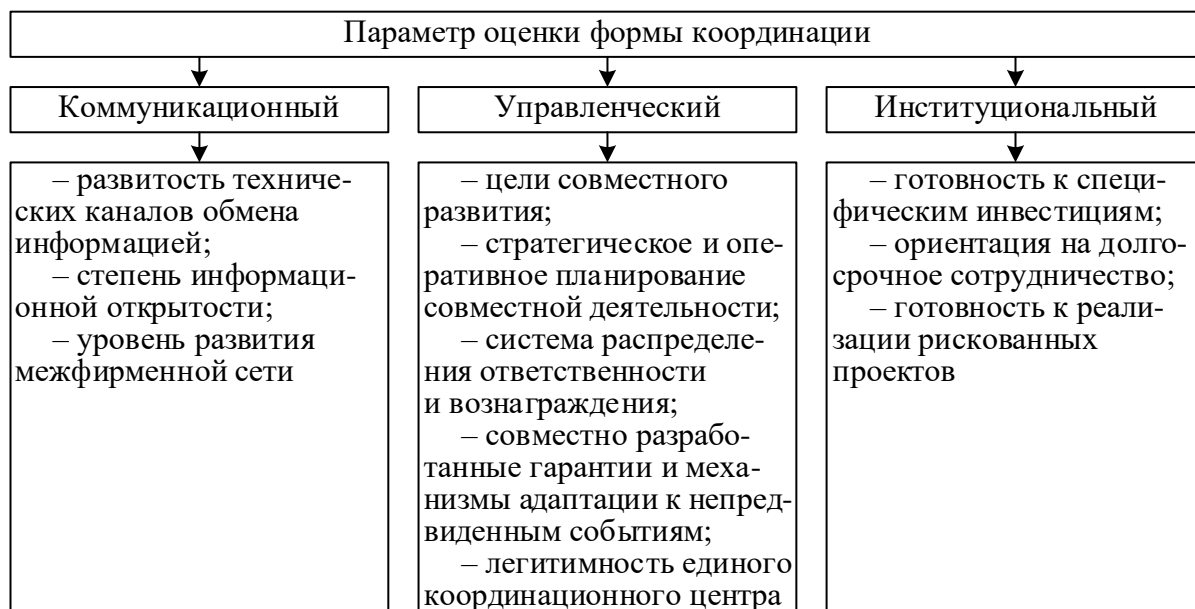 Параметр оценки формы координации
Коммуникационный
Управленческий
Институциональный
– развитость техниче-
ских каналов обмена
информацией;
– степень информаци-
онной открытости;
– уровень развития
межфирменной сети
– цели совместного
развития;
– стратегическое и опе-
ративное планирование
совместной деятельности;
– система распределе-
ния ответственности
и вознаграждения;
– совместно разрабо-
танные гарантии и меха-
низмы адаптации к непред-
виденным событиям;
– легитимность единого
координационного центра
– готовность к специ-
фическим инвестициям;
– ориентация на долго-
срочное сотрудничество;
– готовность к реали-
зации рискованных
проектов